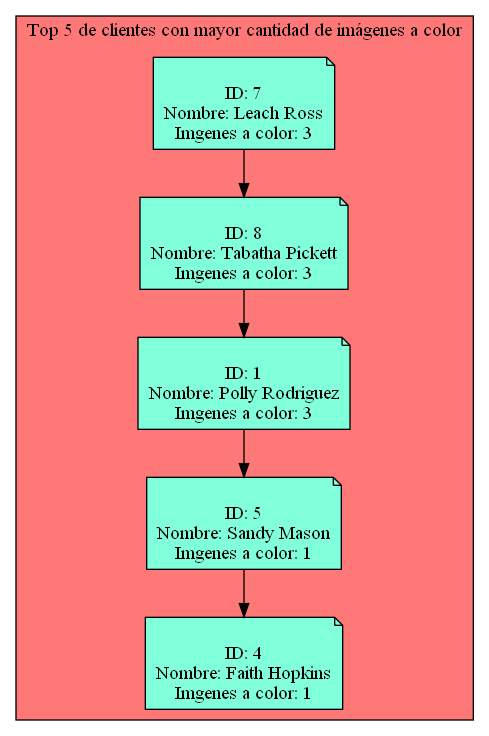 Top 5 de clientes con mayor cantidad de imágenes a color
ID: 7
Nombre: Leach Ross
Imgenes a color: 3
ID: 8
Nombre: Tabatha Pickett
Imgenes a color: 3
ID: 1
Nombre: Polly Rodriguez
Imgenes a color: 3
ID: 5
Nombre: Sandy Mason
Imgenes a color: 1
ID: 4
Nombre: Faith Hopkins
Imgenes a color: 1